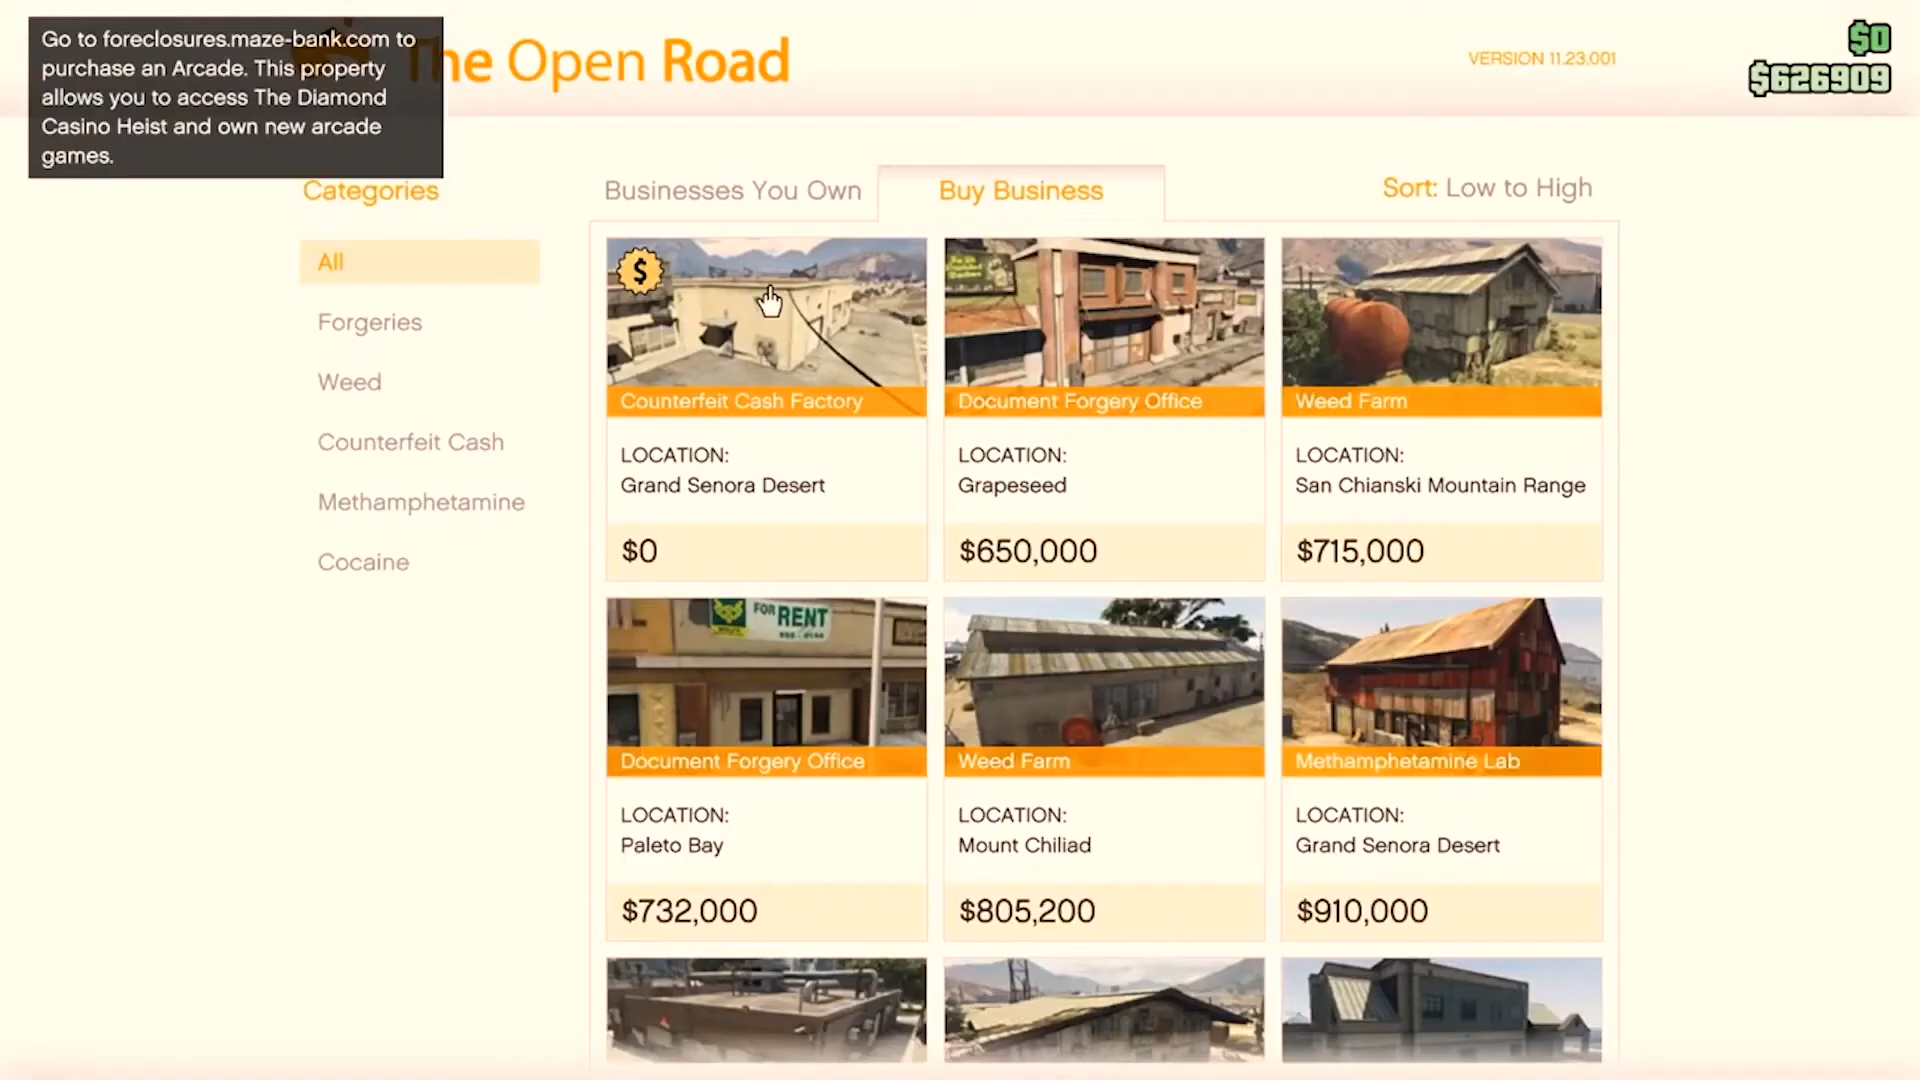 Go to foreclosures.maze-bank.com to
purchase an Arcade. This property
allows you to access The Diamond
Casino Heist and own new arcade
games.
The Open Road
VERSION 11.23.001
$0
$626909
Categories
All
Forgeries
Weed
Counterfeit Cash
Methamphetamine
Cocaine
Businesses You Own
Buy Business
Sort: Low to High
$
Counterfeit Cash Factory
LOCATION:
Grand Senora Desert
$0
Document Forgery Office
LOCATION:
Grapeseed
$650,000
Weed Farm
LOCATION:
San Chianski Mountain Range
$715,000
FOR RENT
Document Forgery Office
LOCATION:
Paleto Bay
$732,000
Weed Farm
LOCATION:
Mount Chiliad
$805,200
Methamphetamine Lab
LOCATION:
Grand Senora Desert
$910,000